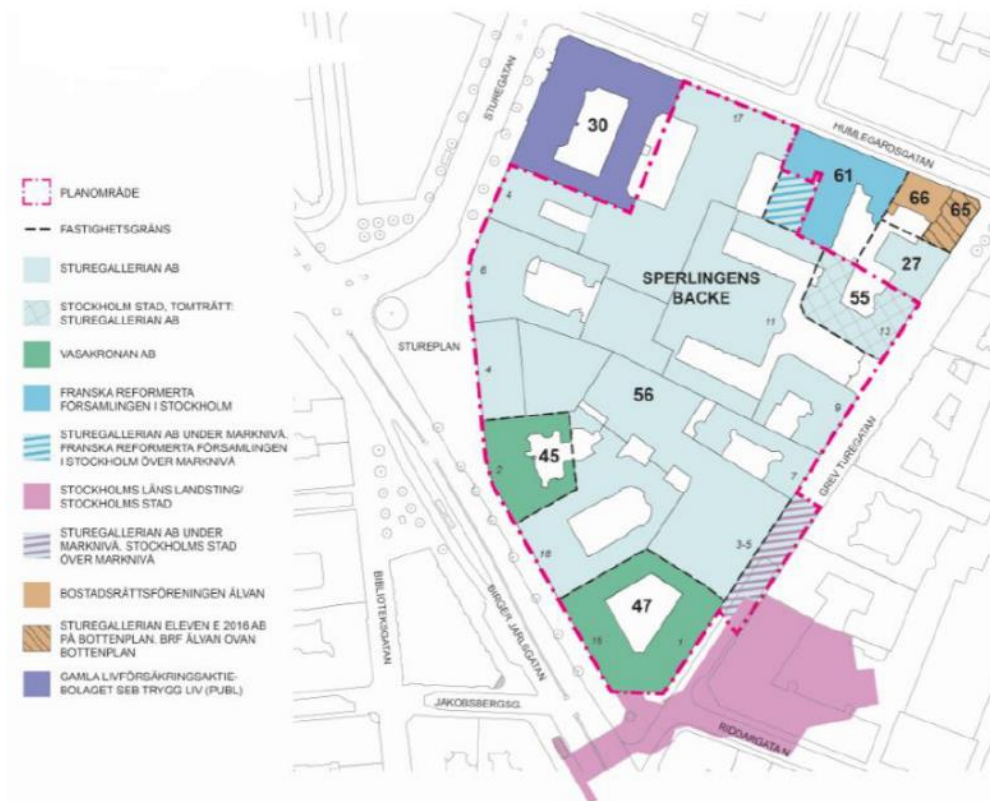 PLANOMRÅDE
FASTIGHETSGRÄNS
STUREGALLERIAN AB
STOCKHOLM STAD, TOMTRÄTT:
STUREGALLERIAN AB
VASAKRONAN AB
FRANSKA REFORMERTA
FÖRSAMLINGEN I STOCKHOLM
STUREGALLERIAN AB UNDER MARKNIVÅ.
FRANSKA REFORMERTA FÖRSAMLINGEN
I STOCKHOLM ÖVER MARKNIVÅ
STOCKHOLMS LÄNS LANDSTING/
STOCKHOLMS STAD
STUREGALLERIAN AB UNDER
MARKNIVÅ. STOCKHOLMS STAD
ÖVER MARKNIVÅ
BOSTADSRÄTTSFÖRENINGEN ÄLVAN
STUREGALLERIAN ELEVEN E 2016 AB
PÅ BOTTENPLAN. BRF ÄLVAN OVAN
BOTTENPLAN
GAMLA LIVFÖRSÄKRINGSAKTIE-
BOLAGET SEB TRYGG LIV (PUBL)
STUREGATAN
30
17
HUMLEGÅRDSGATAN
61
66
65
27
6
SPERLINGENS
BACKE
55
11
13
STUREPLAN
4
56
9
GREV TUREGATAN
45
2
7
3-5
18
47
16
1
BIBLIOTEKSGATAN
BIRGER JARLSGATAN
JAKOBSBERGSG.
RIDDARGATAN